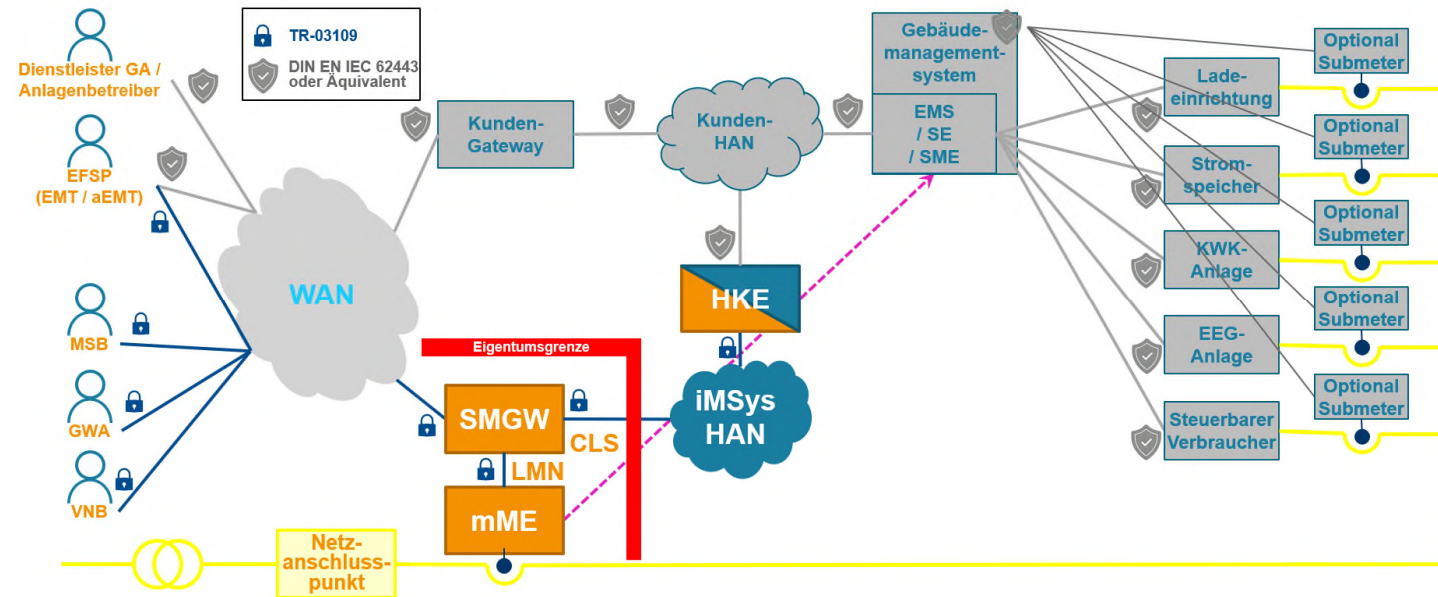 Dienstleister GA /
Anlagenbetreiber
EFSP
(EMT / aEMT)
MSB
GWA
VNB
TR-03109
DIN EN IEC 62443
oder Äquivalent
WAN
Kunden-
Gateway
Kunden-
HAN
Gebäude-
management-
system
EMS
/ SE
/ SME
HKE
Eigentumsgrenze
SMGW
CLS
LMN
mME
iMSys
HAN
Netz-
anschluss-
punkt
Lade-
einrichtung
Strom-
speicher
KWK-
Anlage
EEG-
Anlage
Steuerbarer
Verbraucher
Optional
Submeter
Optional
Submeter
Optional
Submeter
Optional
Submeter
Optional
Submeter